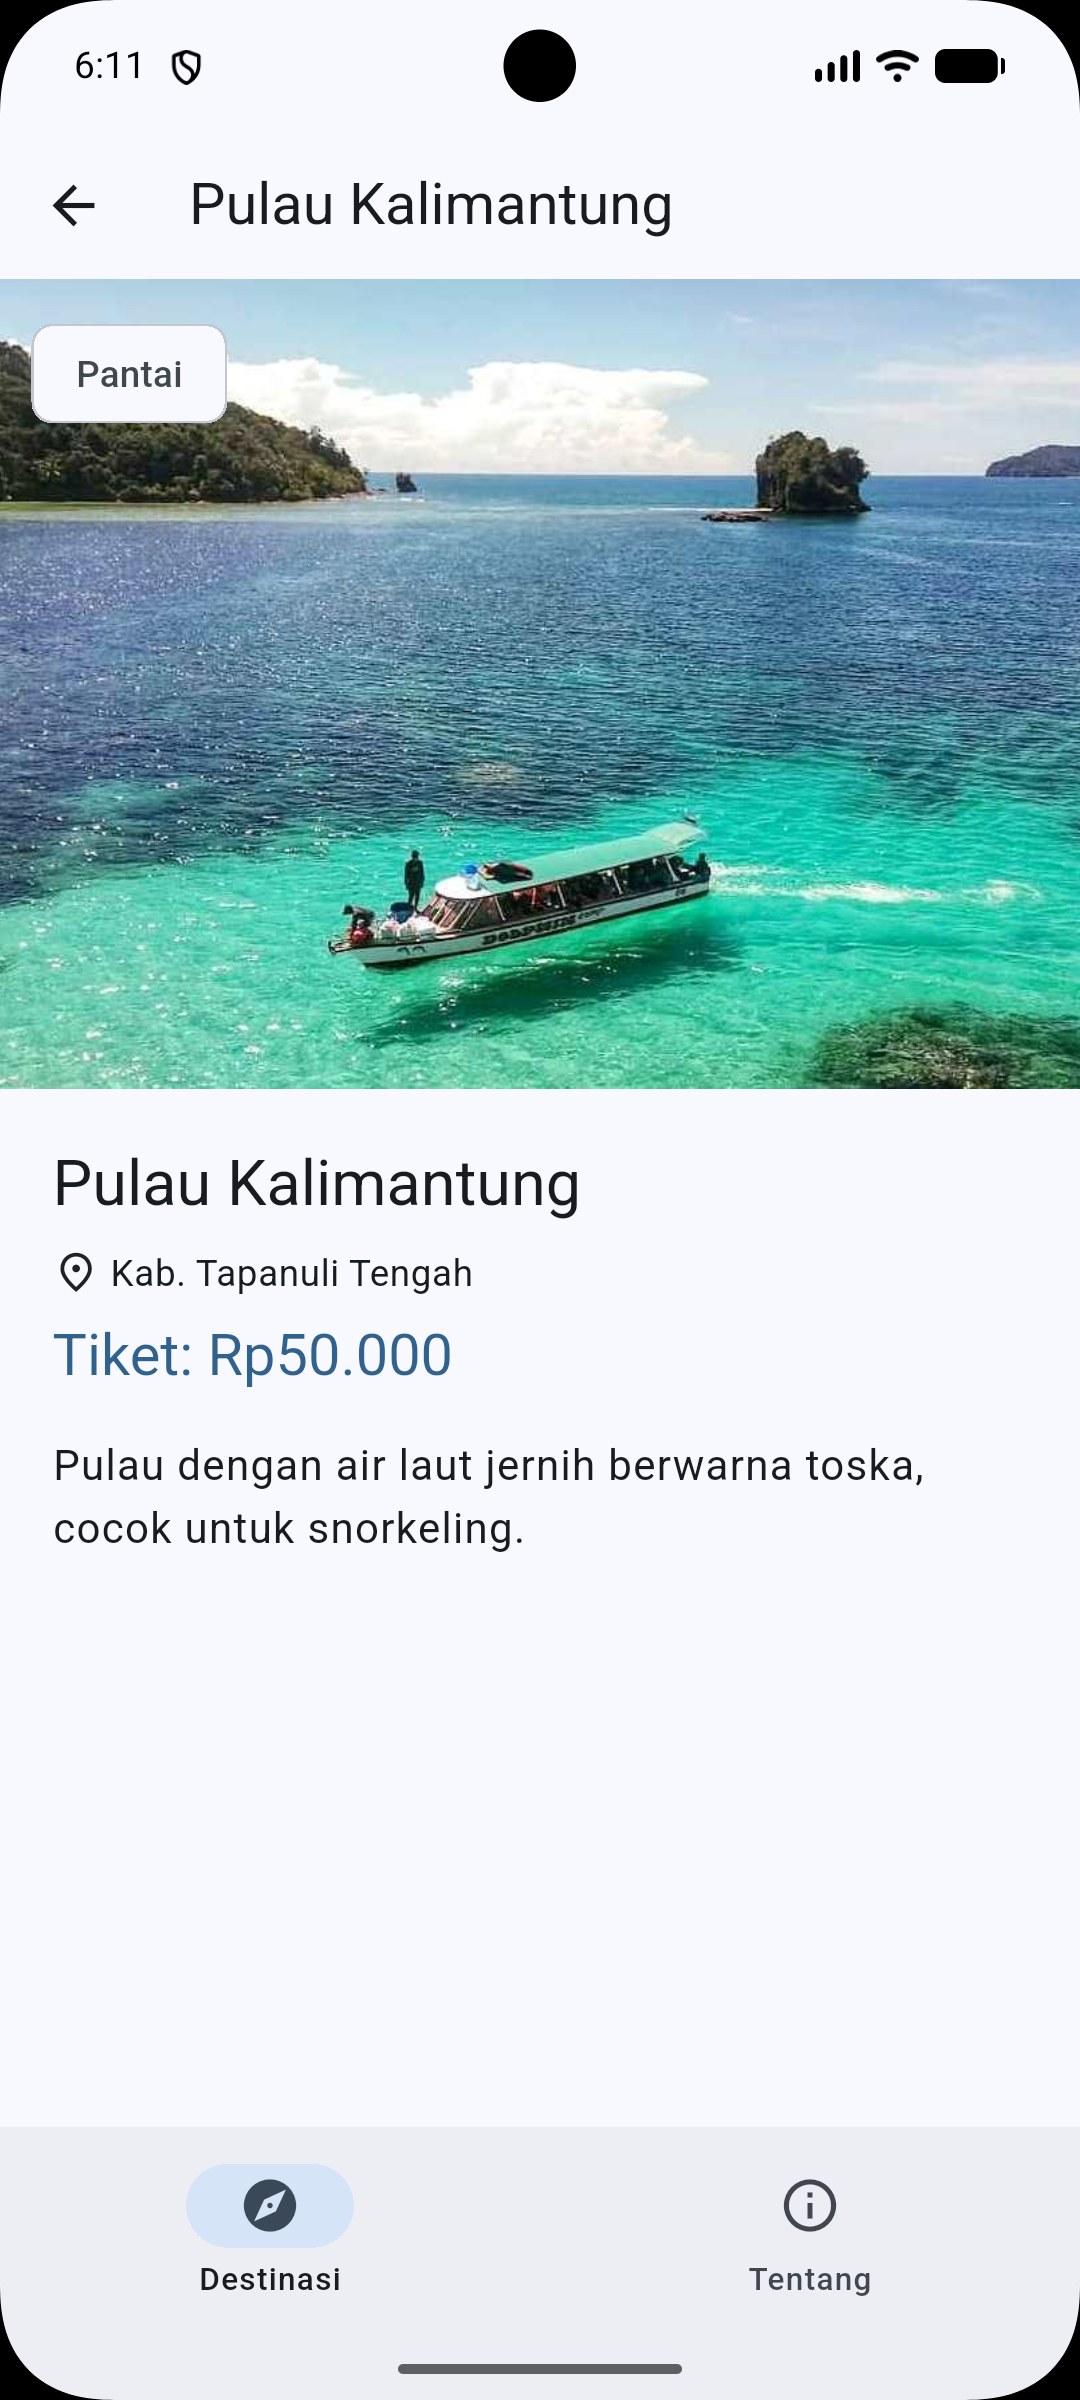 6:11
Pulau Kalimantung
Pantai
Pulau Kalimantung
Kab. Tapanuli Tengah
Tiket: Rp50.000
Pulau dengan air laut jernih berwarna toska,
cocok untuk snorkeling.
Destinasi
Tentang